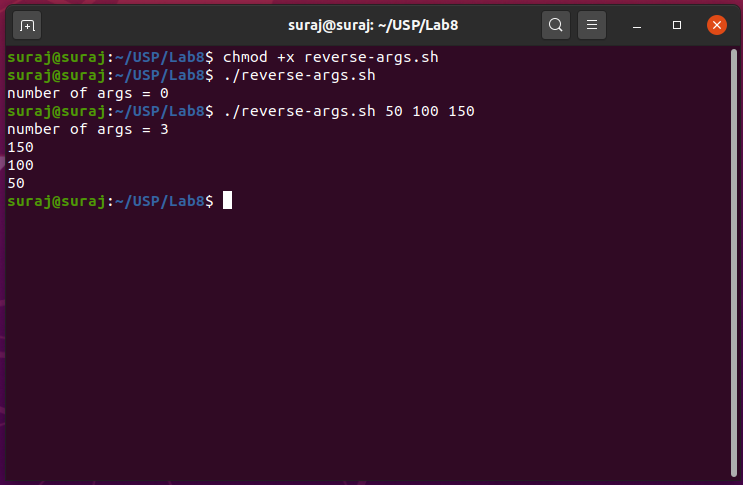 suraj@suraj: ~/USP/Lab8
suraj@suraj:~/USP/Lab8$ chmod +x reverse-args.sh
suraj@suraj:~/USP/Lab8$ ./reverse-args.sh
number of args = 0
suraj@suraj:~/USP/Lab8$ ./reverse-args.sh 50 100 150
number of args = 3
150
100
50
suraj@suraj:~/USP/Lab8$